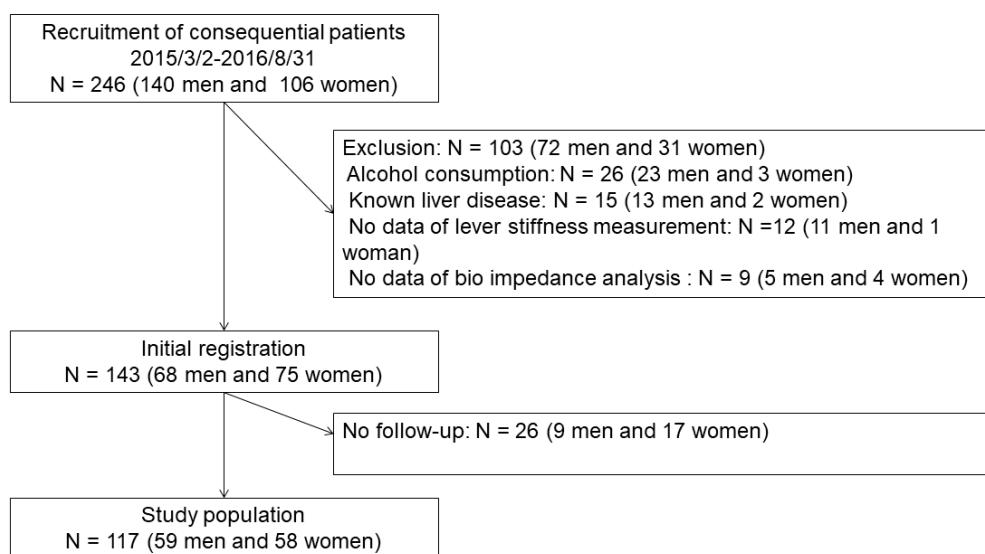 Recruitment of consequential patients
2015/3/2-2016/8/31
N = 246 (140 men and  106 women)
Exclusion: N = 103 (72 men and 31 women)
Alcohol consumption: N = 26 (23 men and 3 women)
Known liver disease: N = 15 (13 men and 2 women)
No data of lever stiffness measurement: N =12 (11 men and 1
woman)
No data of bio impedance analysis : N = 9 (5 men and 4 women)
Initial registration
N = 143 (68 men and 75 women)
No follow-up: N = 26 (9 men and 17 women)
Study population
N = 117 (59 men and 58 women)